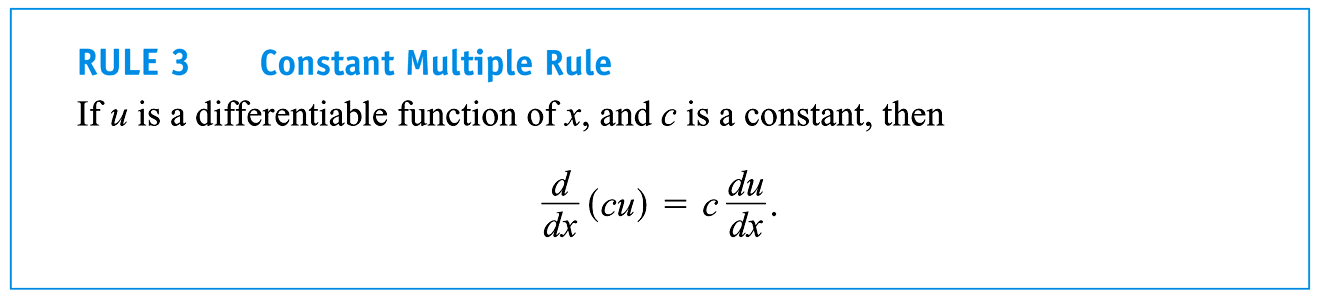 RULE 3 Constant Multiple Rule
If u is a differentiable function of x, and c is a constant, then
d/dx (cu) = c du/dx.